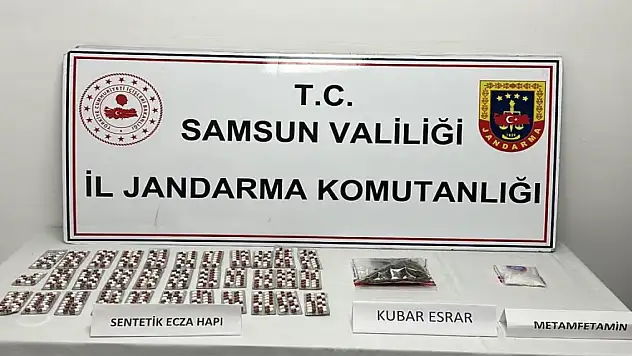 T.C.
SAMSUN VALİLİĞİ
İL JANDARMA KOMUTANLIĞI
JANDARMA
SENTETİK ECZA HAPI
KUBAR ESRAR
METAMFETAMİN